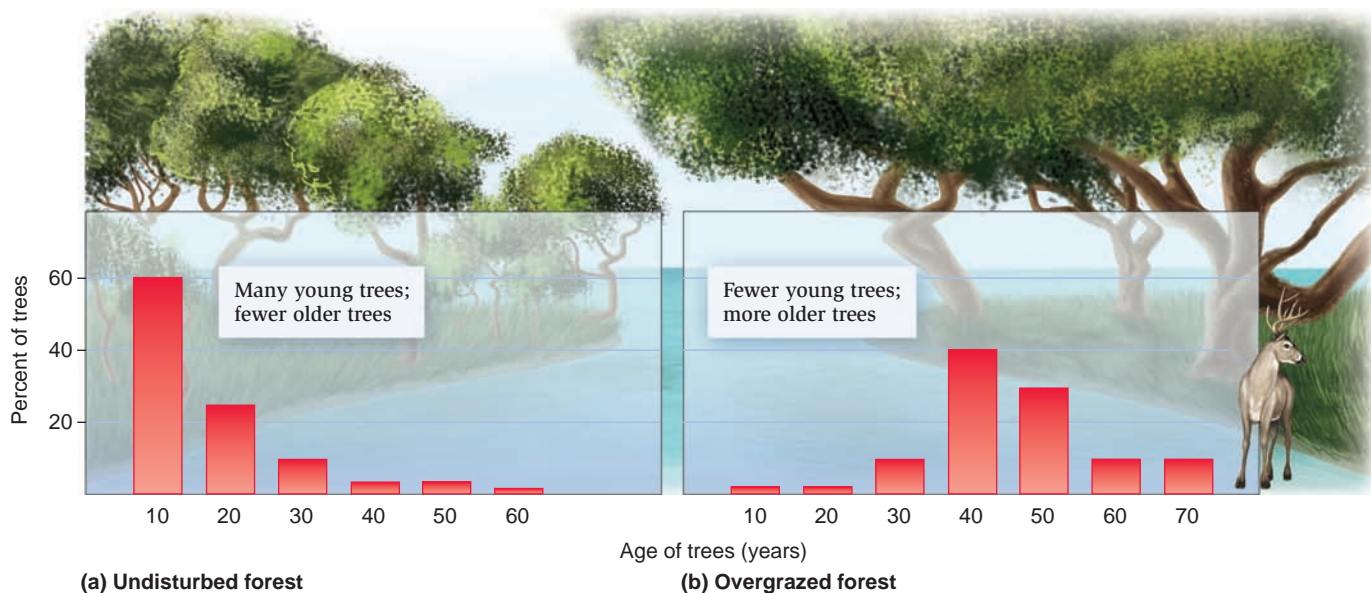 Percent of trees
60
40
20
Many young trees;
fewer older trees
10 20 30 40 50 60
(a) Undisturbed forest
Fewer young trees;
more older trees
10 20 30 40 50 60 70
Age of trees (years)
(b) Overgrazed forest